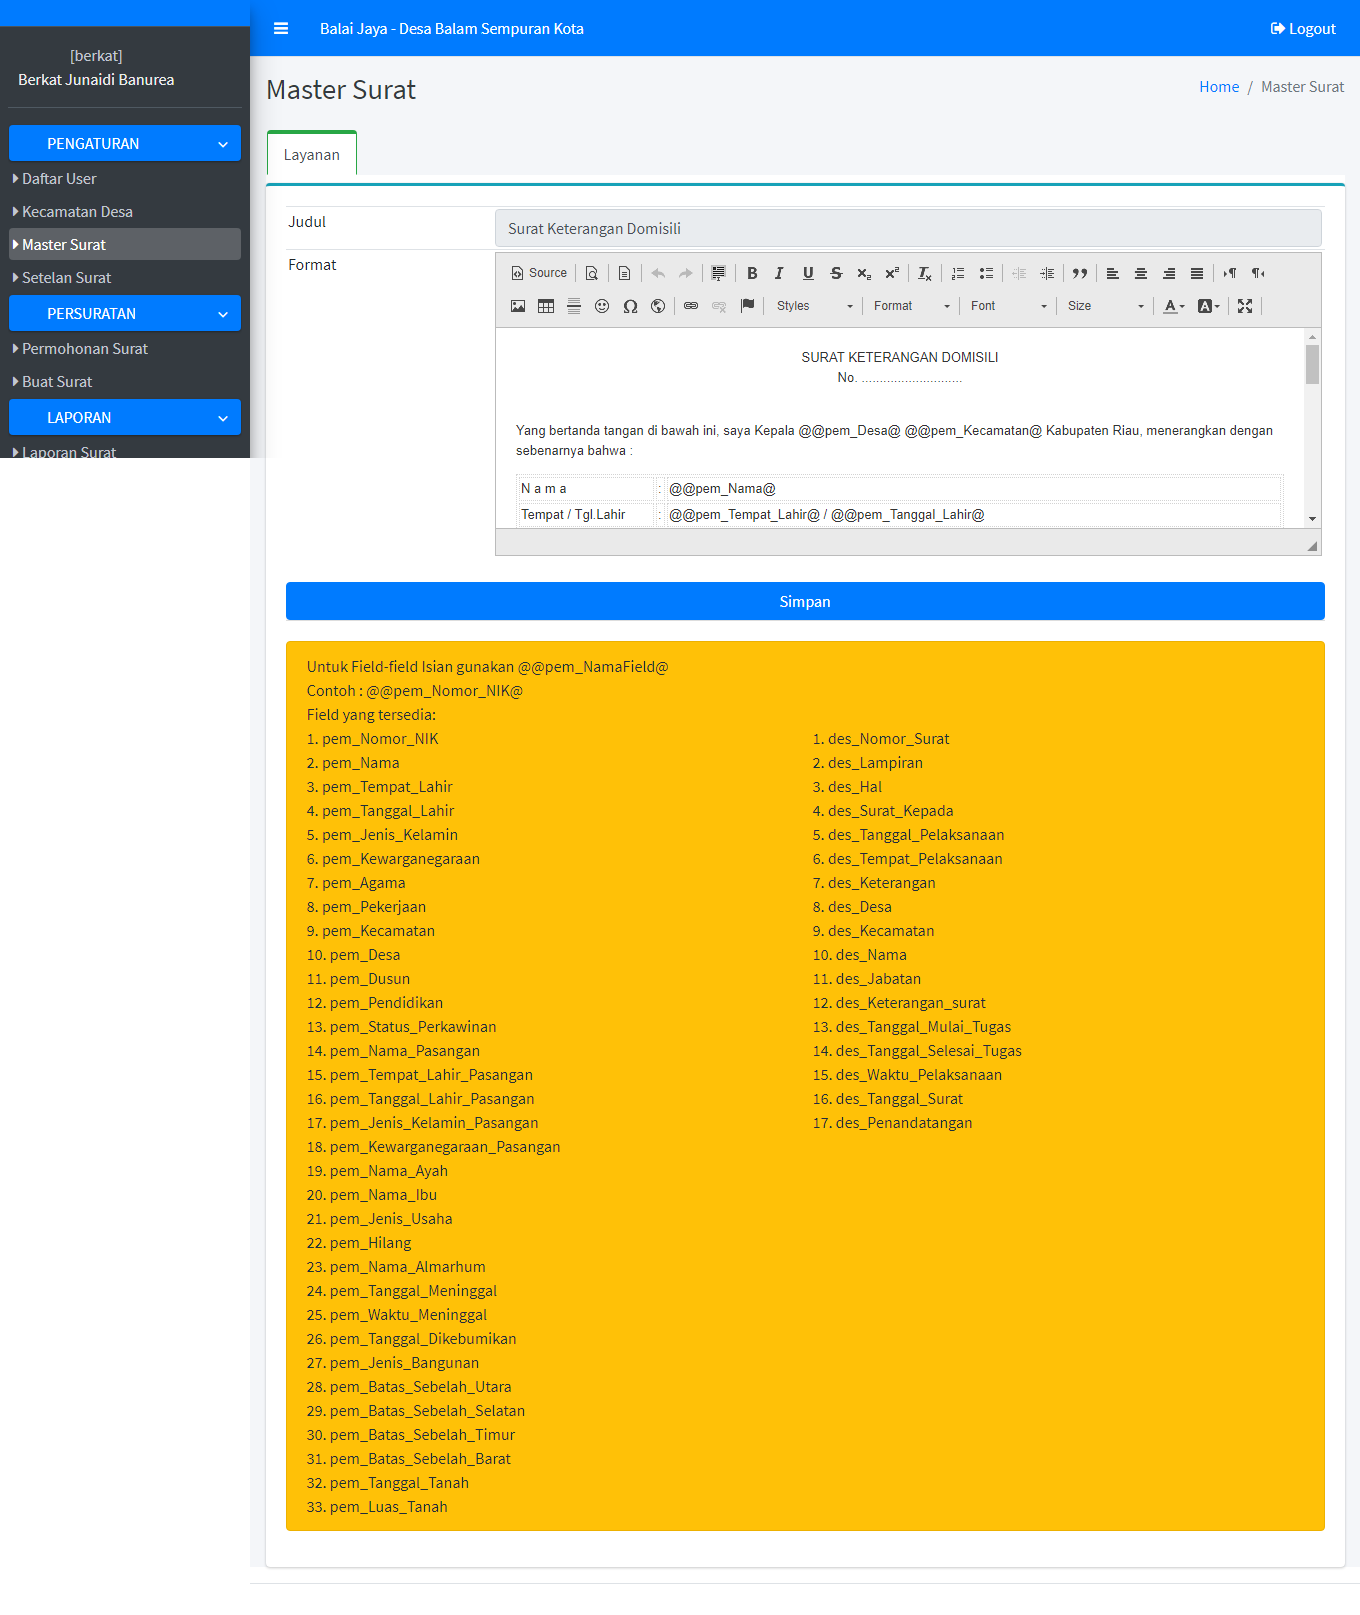 [berkat]
Berkat Junaidi Banurea
PENGATURAN
Daftar User
Kecamatan Desa
Master Surat
Setelan Surat
PERSURATAN
Permohonan Surat
Buat Surat
LAPORAN
Laporan Surat
Balai Jaya - Desa Balam Sempuran Kota
Logout
Master Surat
Home / Master Surat
Layanan
Judul
Surat Keterangan Domisili
Format
Source
Styles Format Font Size
SURAT KETERANGAN DOMISILI
No. ............................
Yang bertanda tangan di bawah ini, saya Kepala @@pem_Desa@ @@pem_Kecamatan@ Kabupaten Riau, menerangkan dengan
sebenarnya bahwa :
N a m a : @@pem_Nama@
Tempat / Tgl.Lahir : @@pem_Tempat_Lahir@ / @@pem_Tanggal_Lahir@
Simpan
Untuk Field-field Isian gunakan @@pem_NamaField@
Contoh : @@pem_Nomor_NIK@
Field yang tersedia:
1. pem_Nomor_NIK
2. pem_Nama
3. pem_Tempat_Lahir
4. pem_Tanggal_Lahir
5. pem_Jenis_Kelamin
6. pem_Kewarganegaraan
7. pem_Agama
8. pem_Pekerjaan
9. pem_Kecamatan
10. pem_Desa
11. pem_Dusun
12. pem_Pendidikan
13. pem_Status_Perkawinan
14. pem_Nama_Pasangan
15. pem_Tempat_Lahir_Pasangan
16. pem_Tanggal_Lahir_Pasangan
17. pem_Jenis_Kelamin_Pasangan
18. pem_Kewarganegaraan_Pasangan
19. pem_Nama_Ayah
20. pem_Nama_Ibu
21. pem_Jenis_Usaha
22. pem_Hilang
23. pem_Nama_Almarhum
24. pem_Tanggal_Meninggal
25. pem_Waktu_Meninggal
26. pem_Tanggal_Dikebumikan
27. pem_Jenis_Bangunan
28. pem_Batas_Sebelah_Utara
29. pem_Batas_Sebelah_Selatan
30. pem_Batas_Sebelah_Timur
31. pem_Batas_Sebelah_Barat
32. pem_Tanggal_Tanah
33. pem_Luas_Tanah
1. des_Nomor_Surat
2. des_Lampiran
3. des_Hal
4. des_Surat_Kepada
5. des_Tanggal_Pelaksanaan
6. des_Tempat_Pelaksanaan
7. des_Keterangan
8. des_Desa
9. des_Kecamatan
10. des_Nama
11. des_Jabatan
12. des_Keterangan_surat
13. des_Tanggal_Mulai_Tugas
14. des_Tanggal_Selesai_Tugas
15. des_Waktu_Pelaksanaan
16. des_Tanggal_Surat
17. des_Penandatangan